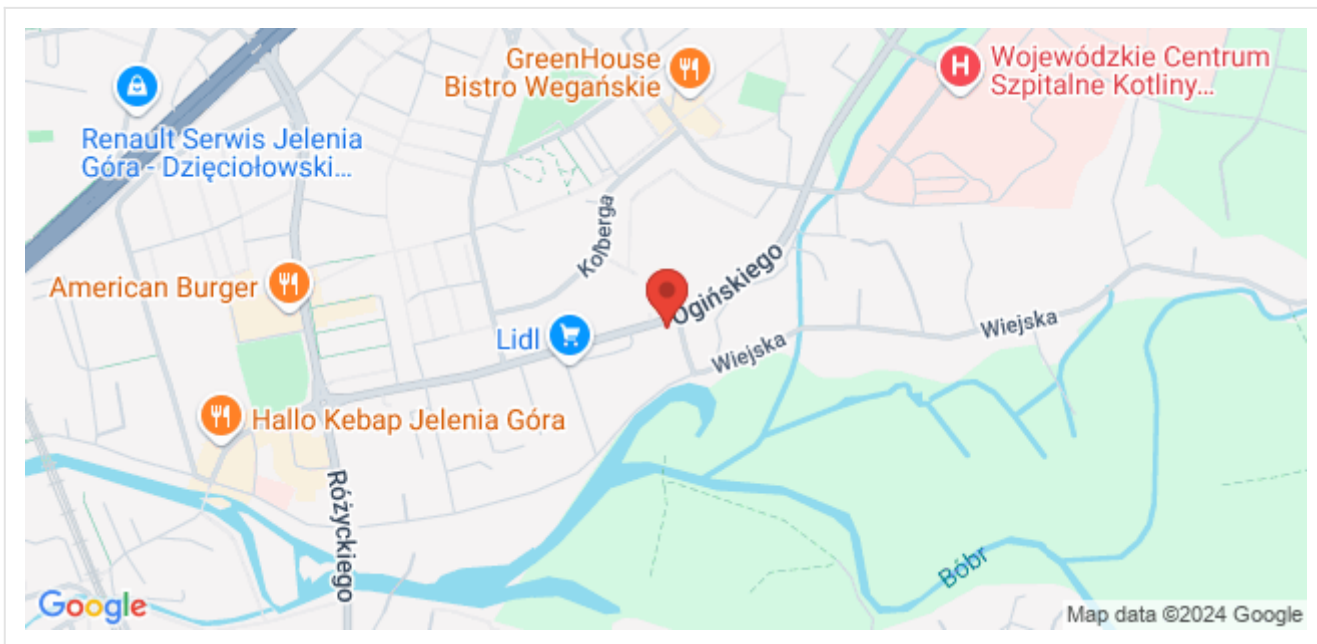 GreenHouse
Bistro Wegańskie
Wojewódzkie Centrum
Szpitalne Kotliny...
Renault Serwis Jelenia
Góra - Dzięciołowski...
Kolberga
Ogińskiego
American Burger
Lidl
Wiejska
Wiejska
Hallo Kebap Jelenia Góra
Różyckiego
Bóbr
Google
Map data ©2024 Google